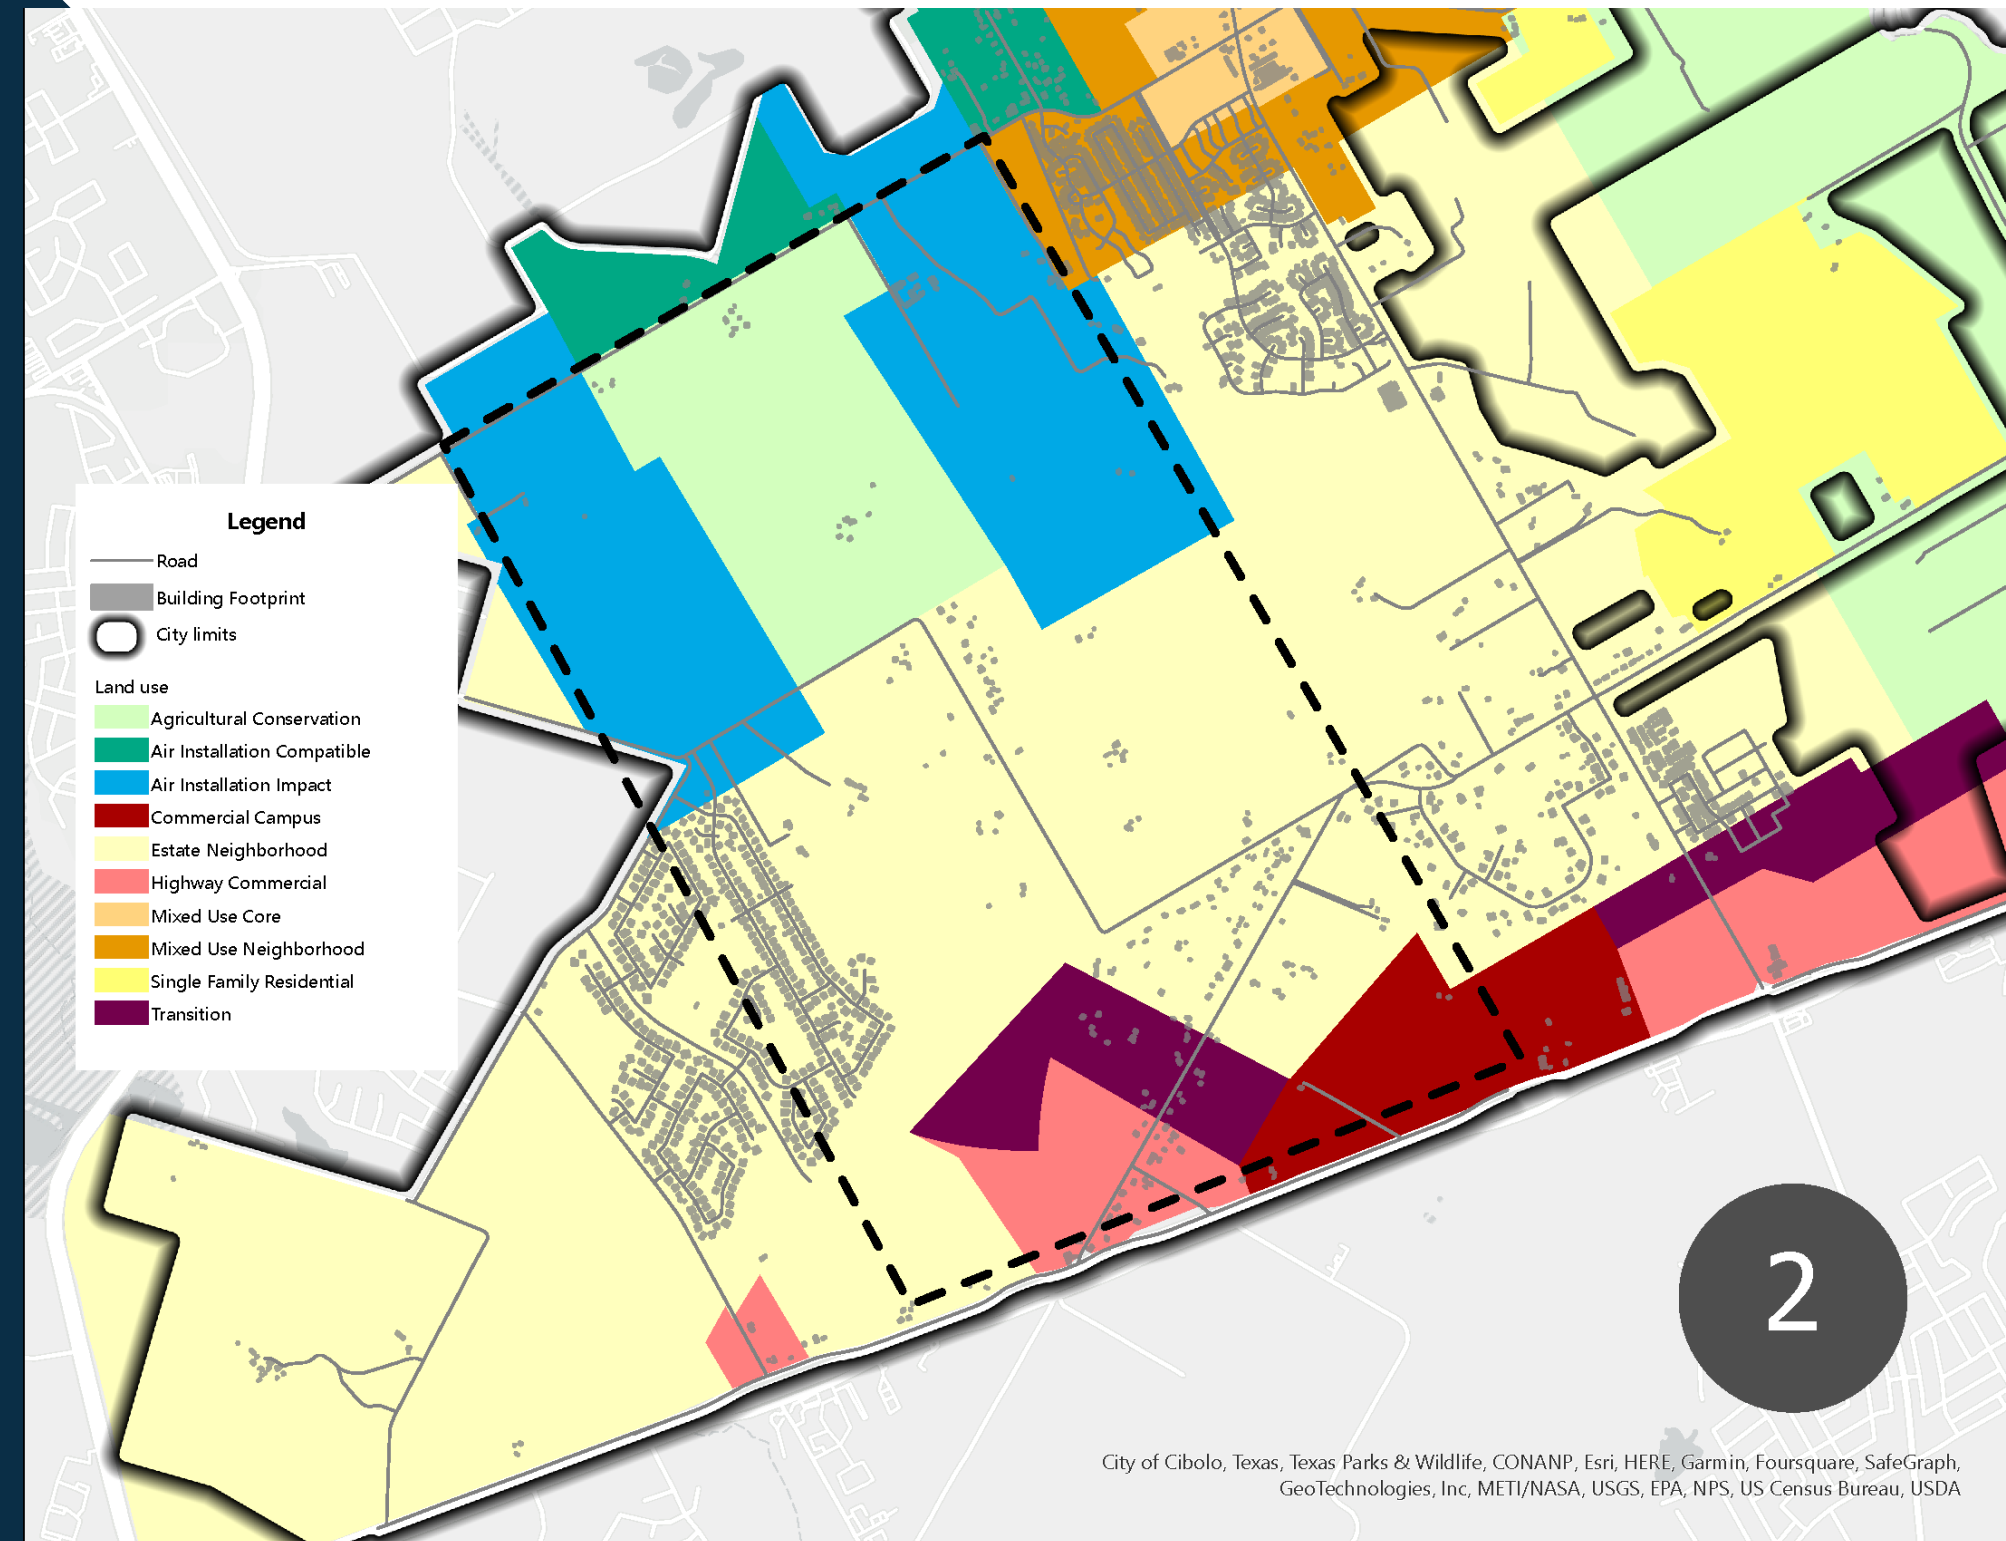 Legend
Road
Building Footprint
City limits
Land use
Agricultural Conservation
Air Installation Compatible
Air Installation Impact
Commercial Campus
Estate Neighborhood
Highway Commercial
Mixed Use Core
Mixed Use Neighborhood
Single Family Residential
Transition
2
City of Cibolo, Texas, Texas Parks & Wildlife, CONANP, Esri, HERE, Garmin, Foursquare, SafeGraph,
GeoTechnologies, Inc, METI/NASA, USGS, EPA, NPS, US Census Bureau, USDA